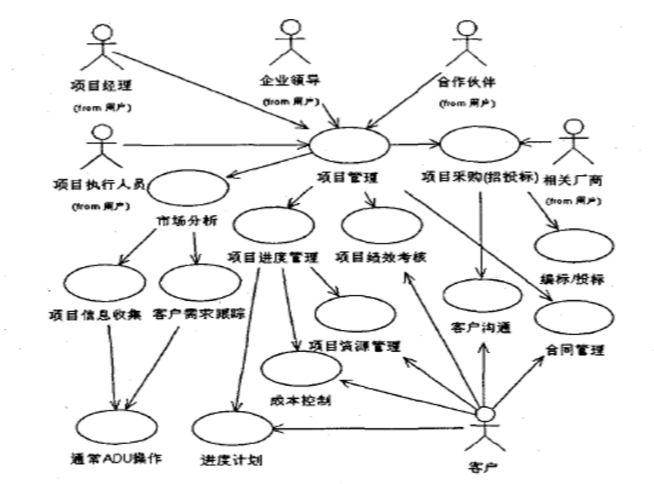 项目经理
(from 用户)
企业领导
(from 用户)
合作伙伴
(from 用户)
项目执行人员
(from 用户)
项目管理
项目采购(招投标)
相关厂商
(from 用户)
市场分析
项目进度管理
项目绩效考核
编标/投标
项目信息收集
客户需求跟踪
项目资源管理
客户沟通
合同管理
成本控制
通常ADU操作
进度计划
客户